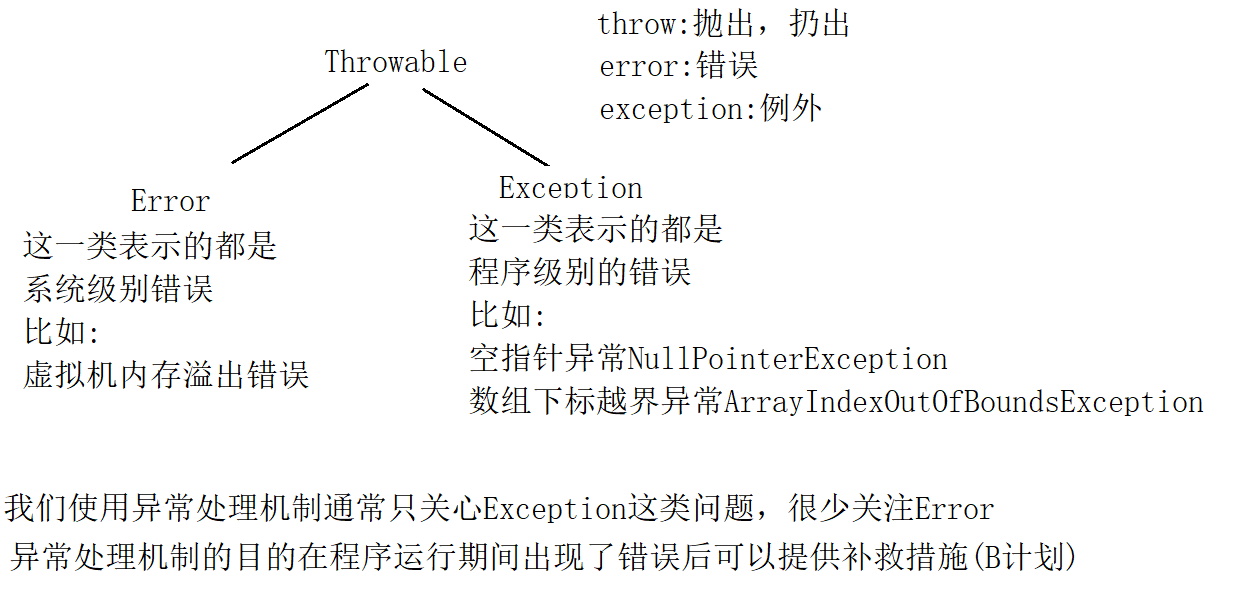 throw:抛出，扔出
Throwable
error:错误
exception:例外
Error
这一类表示的都是
系统级别错误
比如:
虚拟机内存溢出错误
Exception
这一类表示的都是
程序级别的错误
比如:
空指针异常NullPointerException
数组下标越界异常ArrayIndexOutOfBoundsException
我们使用异常处理机制通常只关心Exception这类问题，很少关注Error
异常处理机制的目的在程序运行期间出现了错误后可以提供补救措施(B计划)